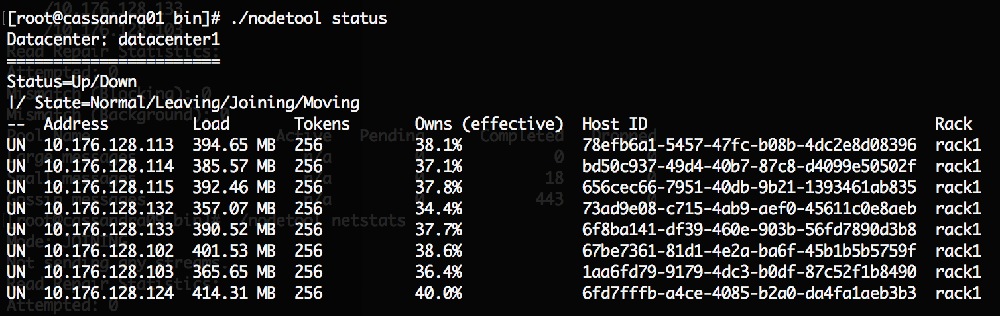 [root@cassandra01 bin]# ./nodetool status
Datacenter: datacenter1
=======================
Status=Up/Down
|/ State=Normal/Leaving/Joining/Moving
--  Address        Load       Tokens       Owns (effective)  Host ID                               Rack
UN  10.176.128.113  394.65 MB  256          38.1%             78efb6a1-5457-47fc-b08b-4dc2e8d08396  rack1
UN  10.176.128.114  385.57 MB  256          37.1%             bd50c937-49d4-40b7-87c8-d4099e50502f  rack1
UN  10.176.128.115  392.46 MB  256          37.8%             656cec66-7951-40db-9b21-1393461ab835  rack1
UN  10.176.128.132  357.07 MB  256          34.4%             73ad9e08-c715-4ab9-aef0-45611c0e8aeb  rack1
UN  10.176.128.133  390.52 MB  256          37.7%             6f8ba141-df39-460e-903b-56fd7890d3b8  rack1
UN  10.176.128.102  401.53 MB  256          38.6%             67be7361-81d1-4e2a-ba6f-45b1b5b5759f  rack1
UN  10.176.128.103  365.65 MB  256          36.4%             1aa6fd79-9179-4dc3-b0df-87c52f1b8490  rack1
UN  10.176.128.124  414.31 MB  256          40.0%             6fd7fffb-a4ce-4085-b2a0-da4fa1aeb3b3  rack1